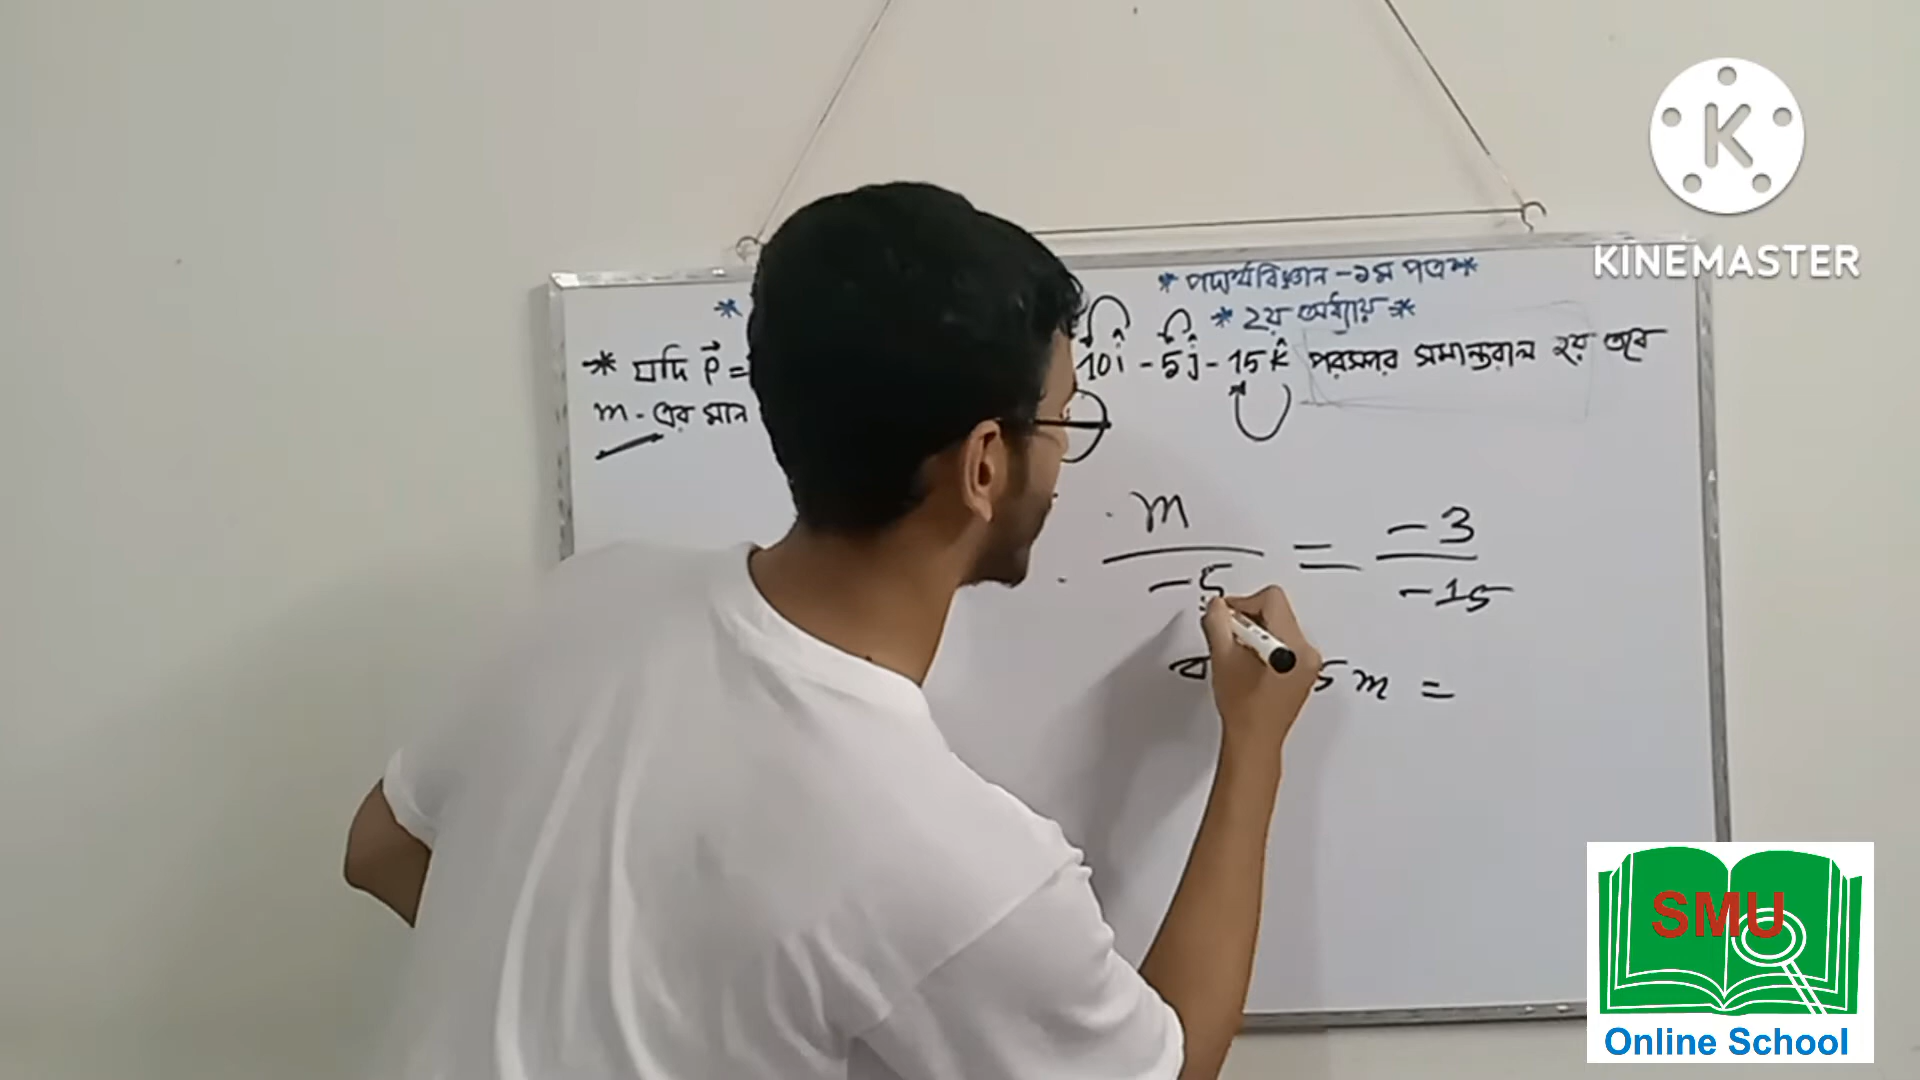 * পদার্থবিজ্ঞান - ১ম পত্র *
* ২য় অধ্যায় *
* যদি P⃗ = 10î - 5ĵ - 15k̂ পরস্পর সমান্তরাল হয় তবে
m - এর মান
m / -5 = -3 / -15
5 m =
K
KINEMASTER
SMU
Online School